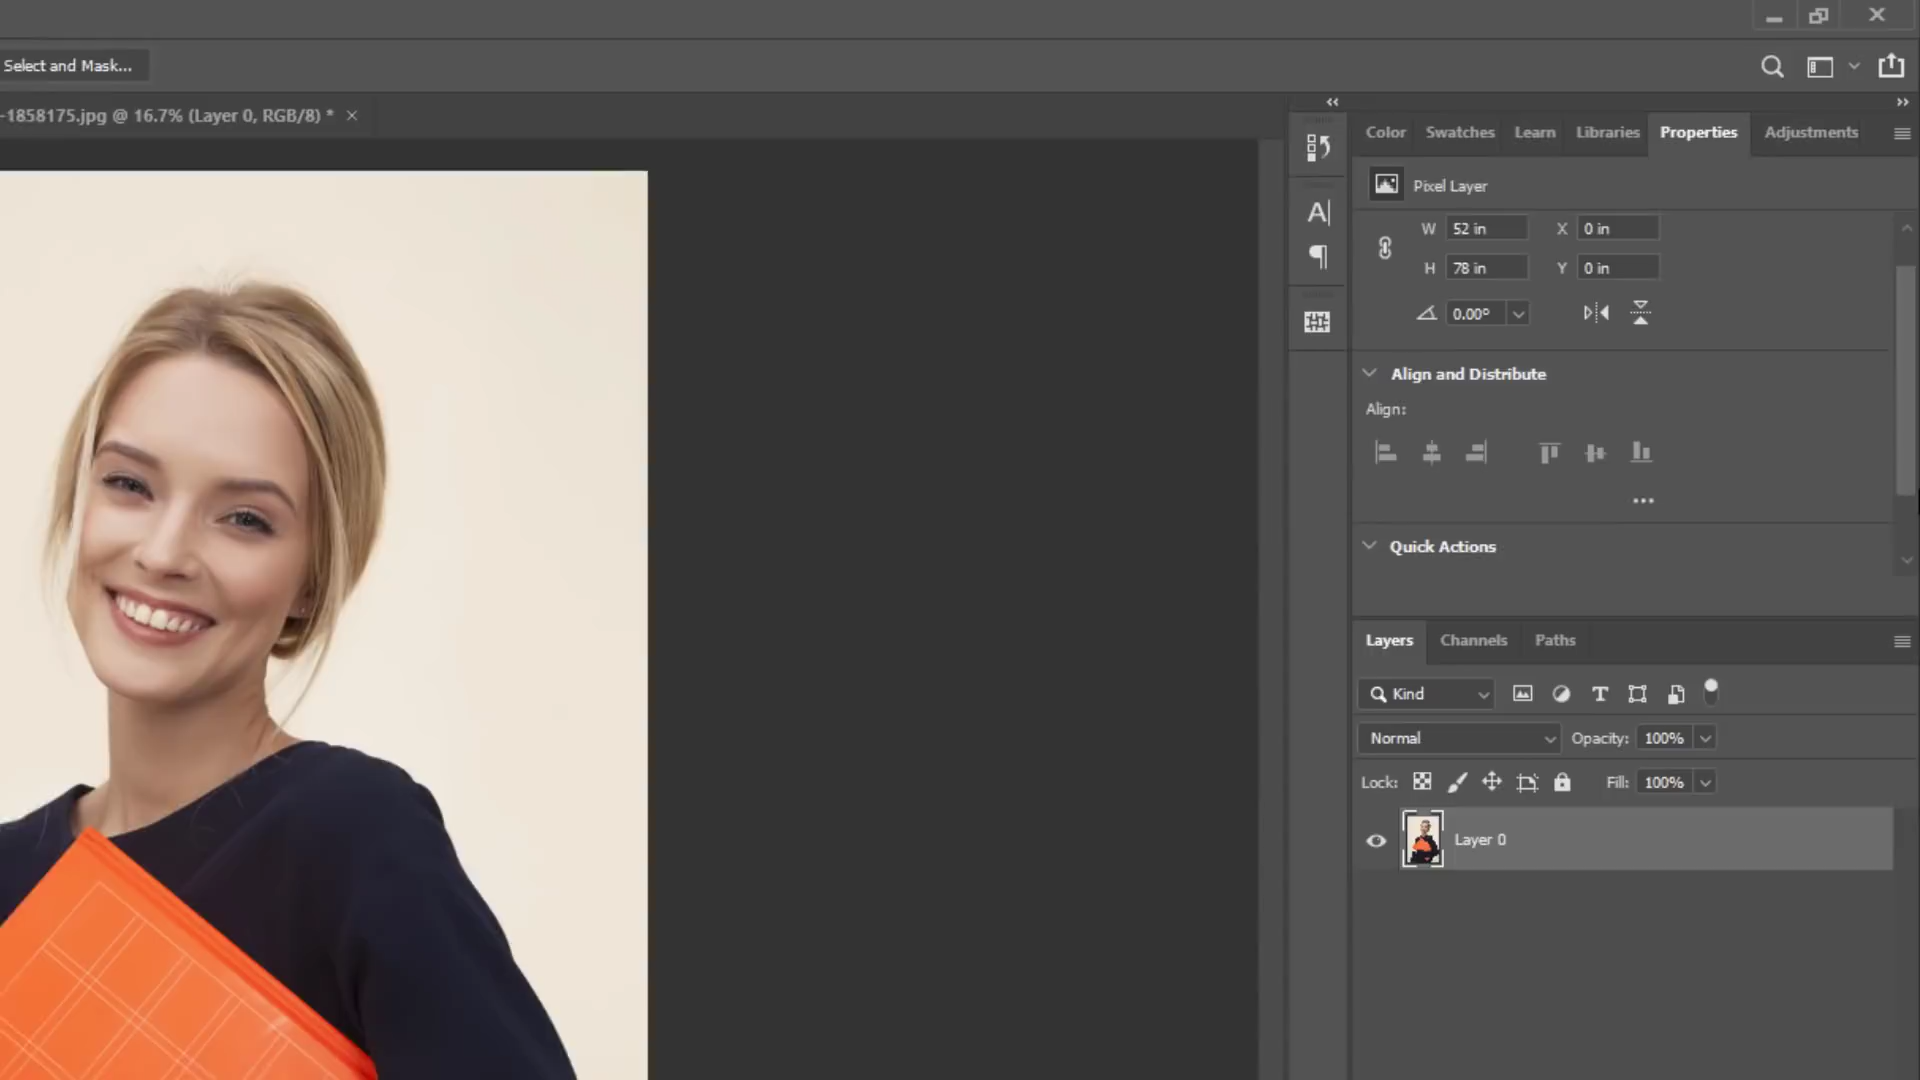 Select and Mask...
-1858175.jpg @ 16.7% (Layer 0, RGB/8) *
Color Swatches Learn Libraries Properties Adjustments
Pixel Layer
W 52 in X 0 in
H 78 in Y 0 in
0.00°
Align and Distribute
Align:
Quick Actions
Layers Channels Paths
Kind
Normal Opacity: 100%
Lock: Fill: 100%
Layer 0